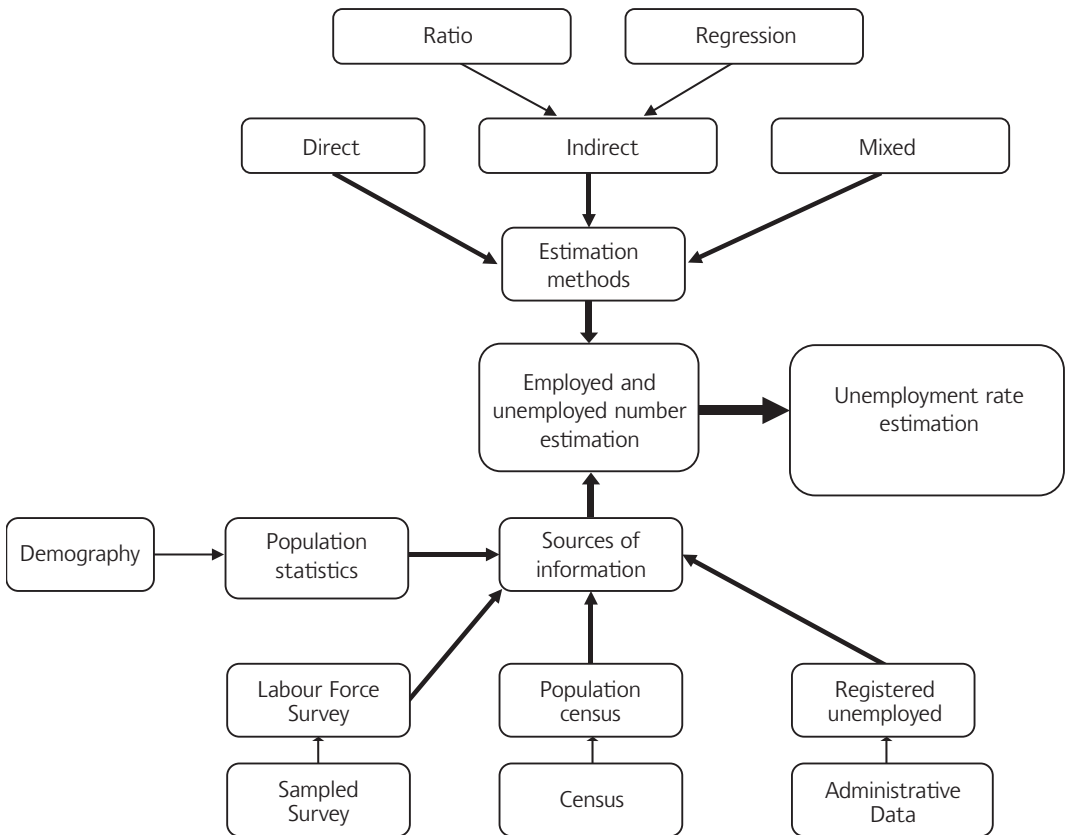 Ratio
Regression
Direct
Indirect
Mixed
Estimation
methods
Employed and
unemployed number
estimation
Unemployment rate
estimation
Demography
Population
statistics
Sources of
information
Labour Force
Survey
Population
census
Registered
unemployed
Sampled
Survey
Census
Administrative
Data